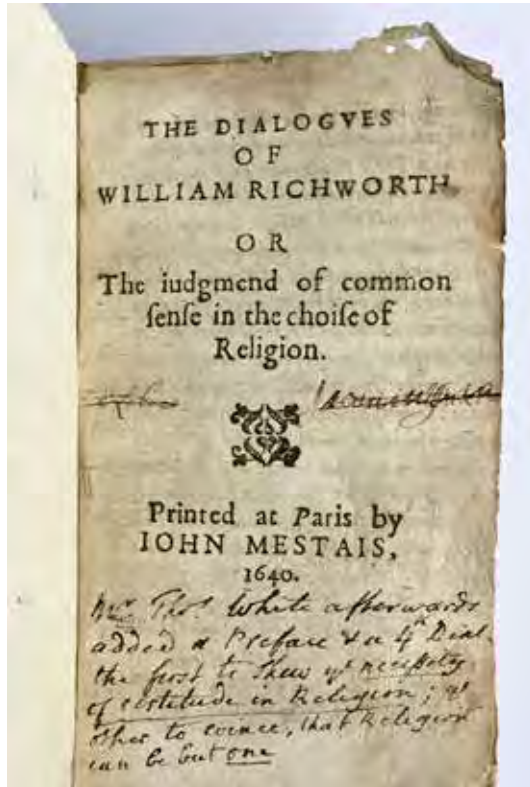 THE DIALOGVES
OF
WILLIAM RICHWORTH
OR
The iudgmend of common
ſenſe in the choiſe of
Religion.
Printed at Paris by
IOHN MESTAIS,
1640.
Mr. Thos. White afterwards
added a Preface & a 4th Dial.
the first to shew ye necessity
of certitude in Religion; ye
other to evince, that Religion
can be but one